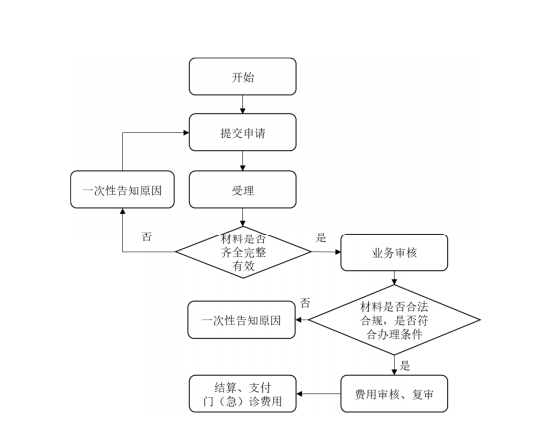 开始
提交申请
一次性告知原因
受理
否
材料是否
齐全完整
有效
是
业务审核
一次性告知原因
否
材料是否合法
合规，是否符
合办理条件
是
结算、支付
门（急）诊费用
费用审核、复审